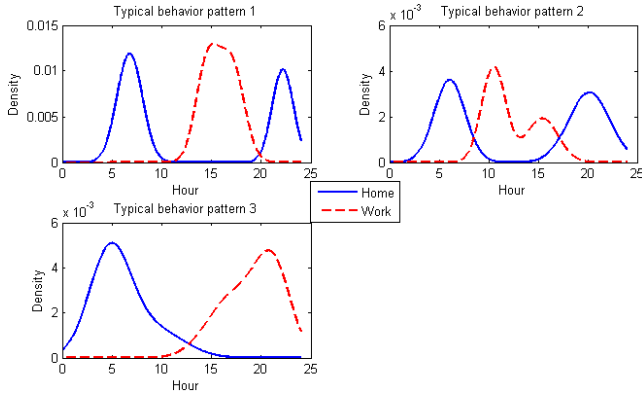 Typical behavior pattern 1
0.015
0.01
0.005
0
Density
0 5 10 15 20 25
Hour
Typical behavior pattern 2
x 10⁻³
6
4
2
0
Density
0 5 10 15 20 25
Hour
Home
Work
Typical behavior pattern 3
x 10⁻³
6
4
2
0
Density
0 5 10 15 20 25
Hour